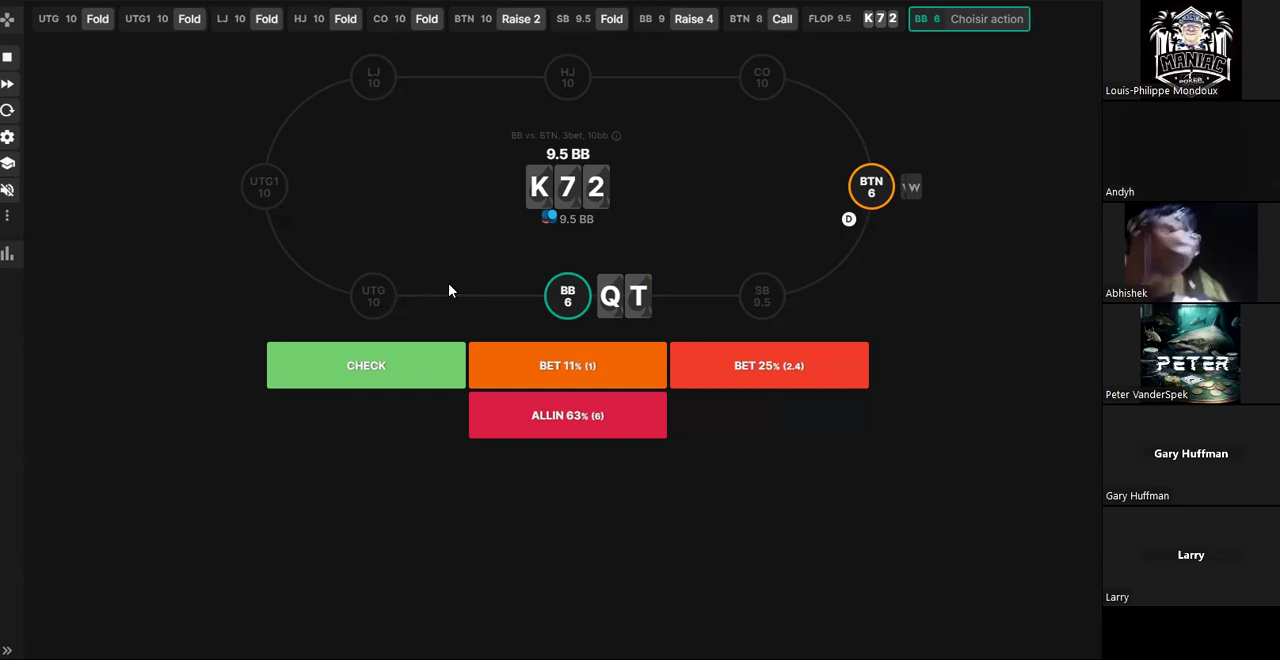 UTG 10 Fold UTG1 10 Fold LJ 10 Fold HJ 10 Fold CO 10 Fold BTN 10 Raise 2 SB 9.5 Fold BB 9 Raise 4 BTN 8 Call FLOP 9.5 K 7 2 BB 6 Choisir action
LJ
10
HJ
10
CO
10
BB vs. BTN, 3bet, 10bb
9.5 BB
K 7 2
9.5 BB
UTG1
10
BTN
6
W
D
UTG
10
BB
6
Q T
SB
9.5
CHECK
BET 11% (1)
BET 25% (2.4)
ALLIN 63% (6)
MANIAC
POKER
Louis-Philippe Mondoux
Andyh
Abhishek
PETER
Peter VanderSpek
Gary Huffman
Gary Huffman
Larry
Larry